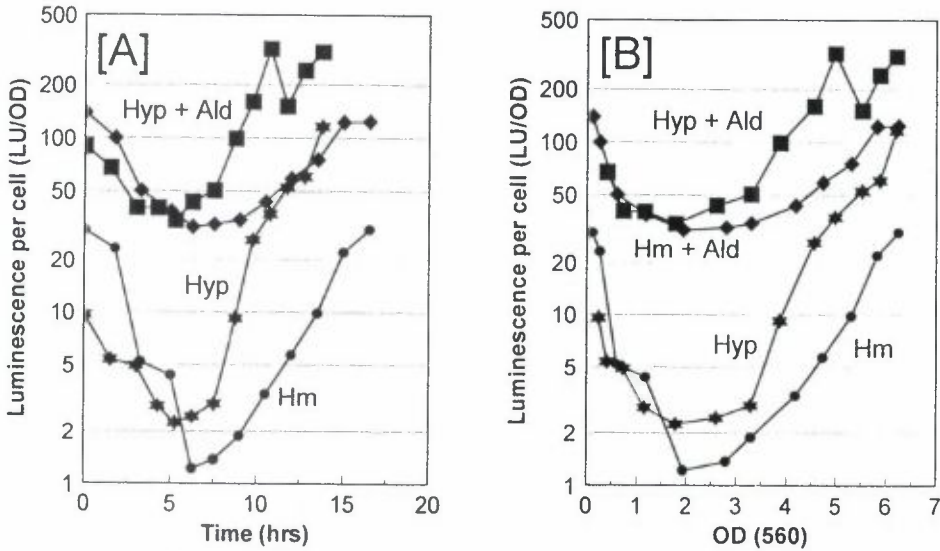 [A]
Luminescence per cell (LU/OD)
500
200
100
50
20
10
5
2
1
Hyp + Ald
Hyp
Hm
0
5
10
15
20
Time (hrs)
[B]
Luminescence per cell (LU/OD)
500
200
100
50
20
10
5
2
1
Hyp + Ald
Hm + Ald
Hyp
Hm
0
1
2
3
4
5
6
7
OD (560)